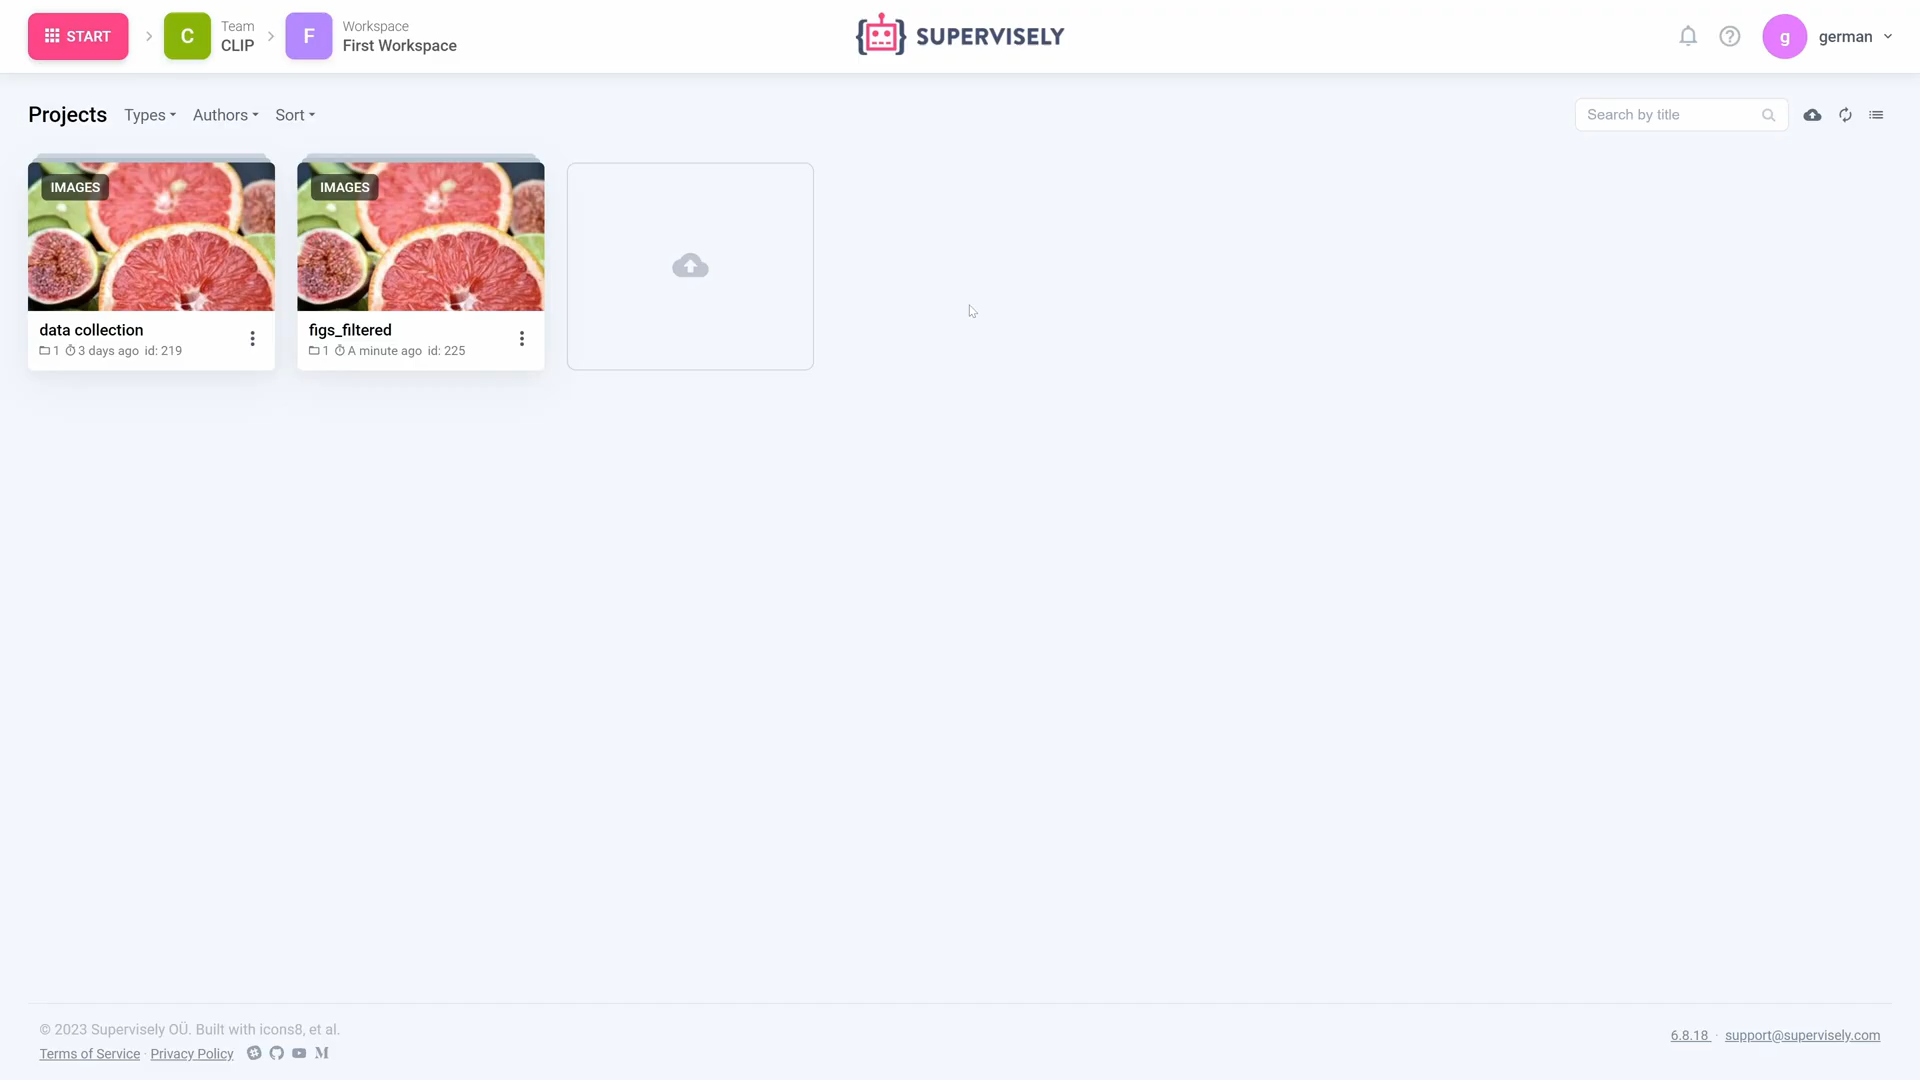 START
C
Team
CLIP
F
Workspace
First Workspace
SUPERVISELY
g
german
Projects
Types
Authors
Sort
Search by title
IMAGES
data collection
1 3 days ago id: 219
IMAGES
figs_filtered
1 A minute ago id: 225
© 2023 Supervisely OÜ. Built with icons8, et al.
Terms of Service · Privacy Policy
6.8.18 · support@supervisely.com